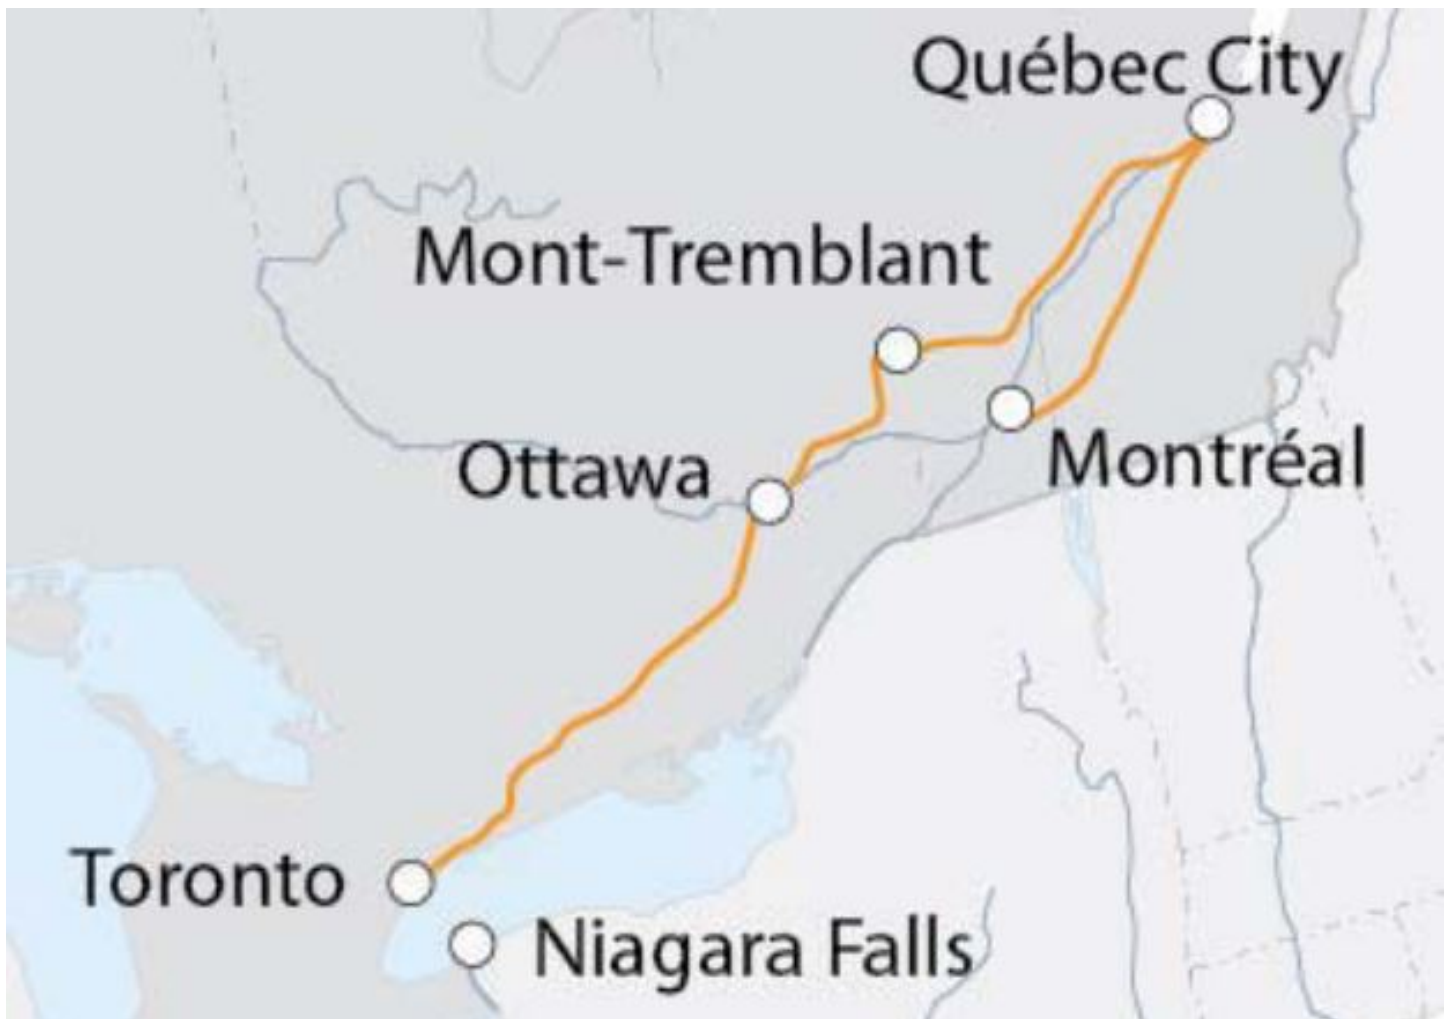 Québec City
Mont-Tremblant
Ottawa
Montréal
Toronto
Niagara Falls